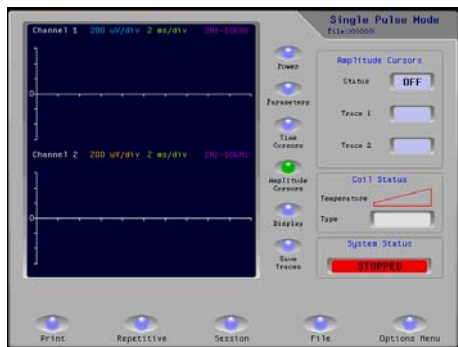 Single Pulse Mode
File:XXXXXX
Channel 1 200 uV/div 2 ms/div 2Hz-10KHz
0
Channel 2 200 uV/div 2 ms/div 2Hz-10KHz
0
Power
Parameters
Time
Cursors
Amplitude
Cursors
Display
Save
Traces
Amplitude Cursors
Status OFF
Trace 1
Trace 2
Coil Status
Temperature
Type
System Status
STOPPED
Print
Repetitive
Session
File
Options Menu